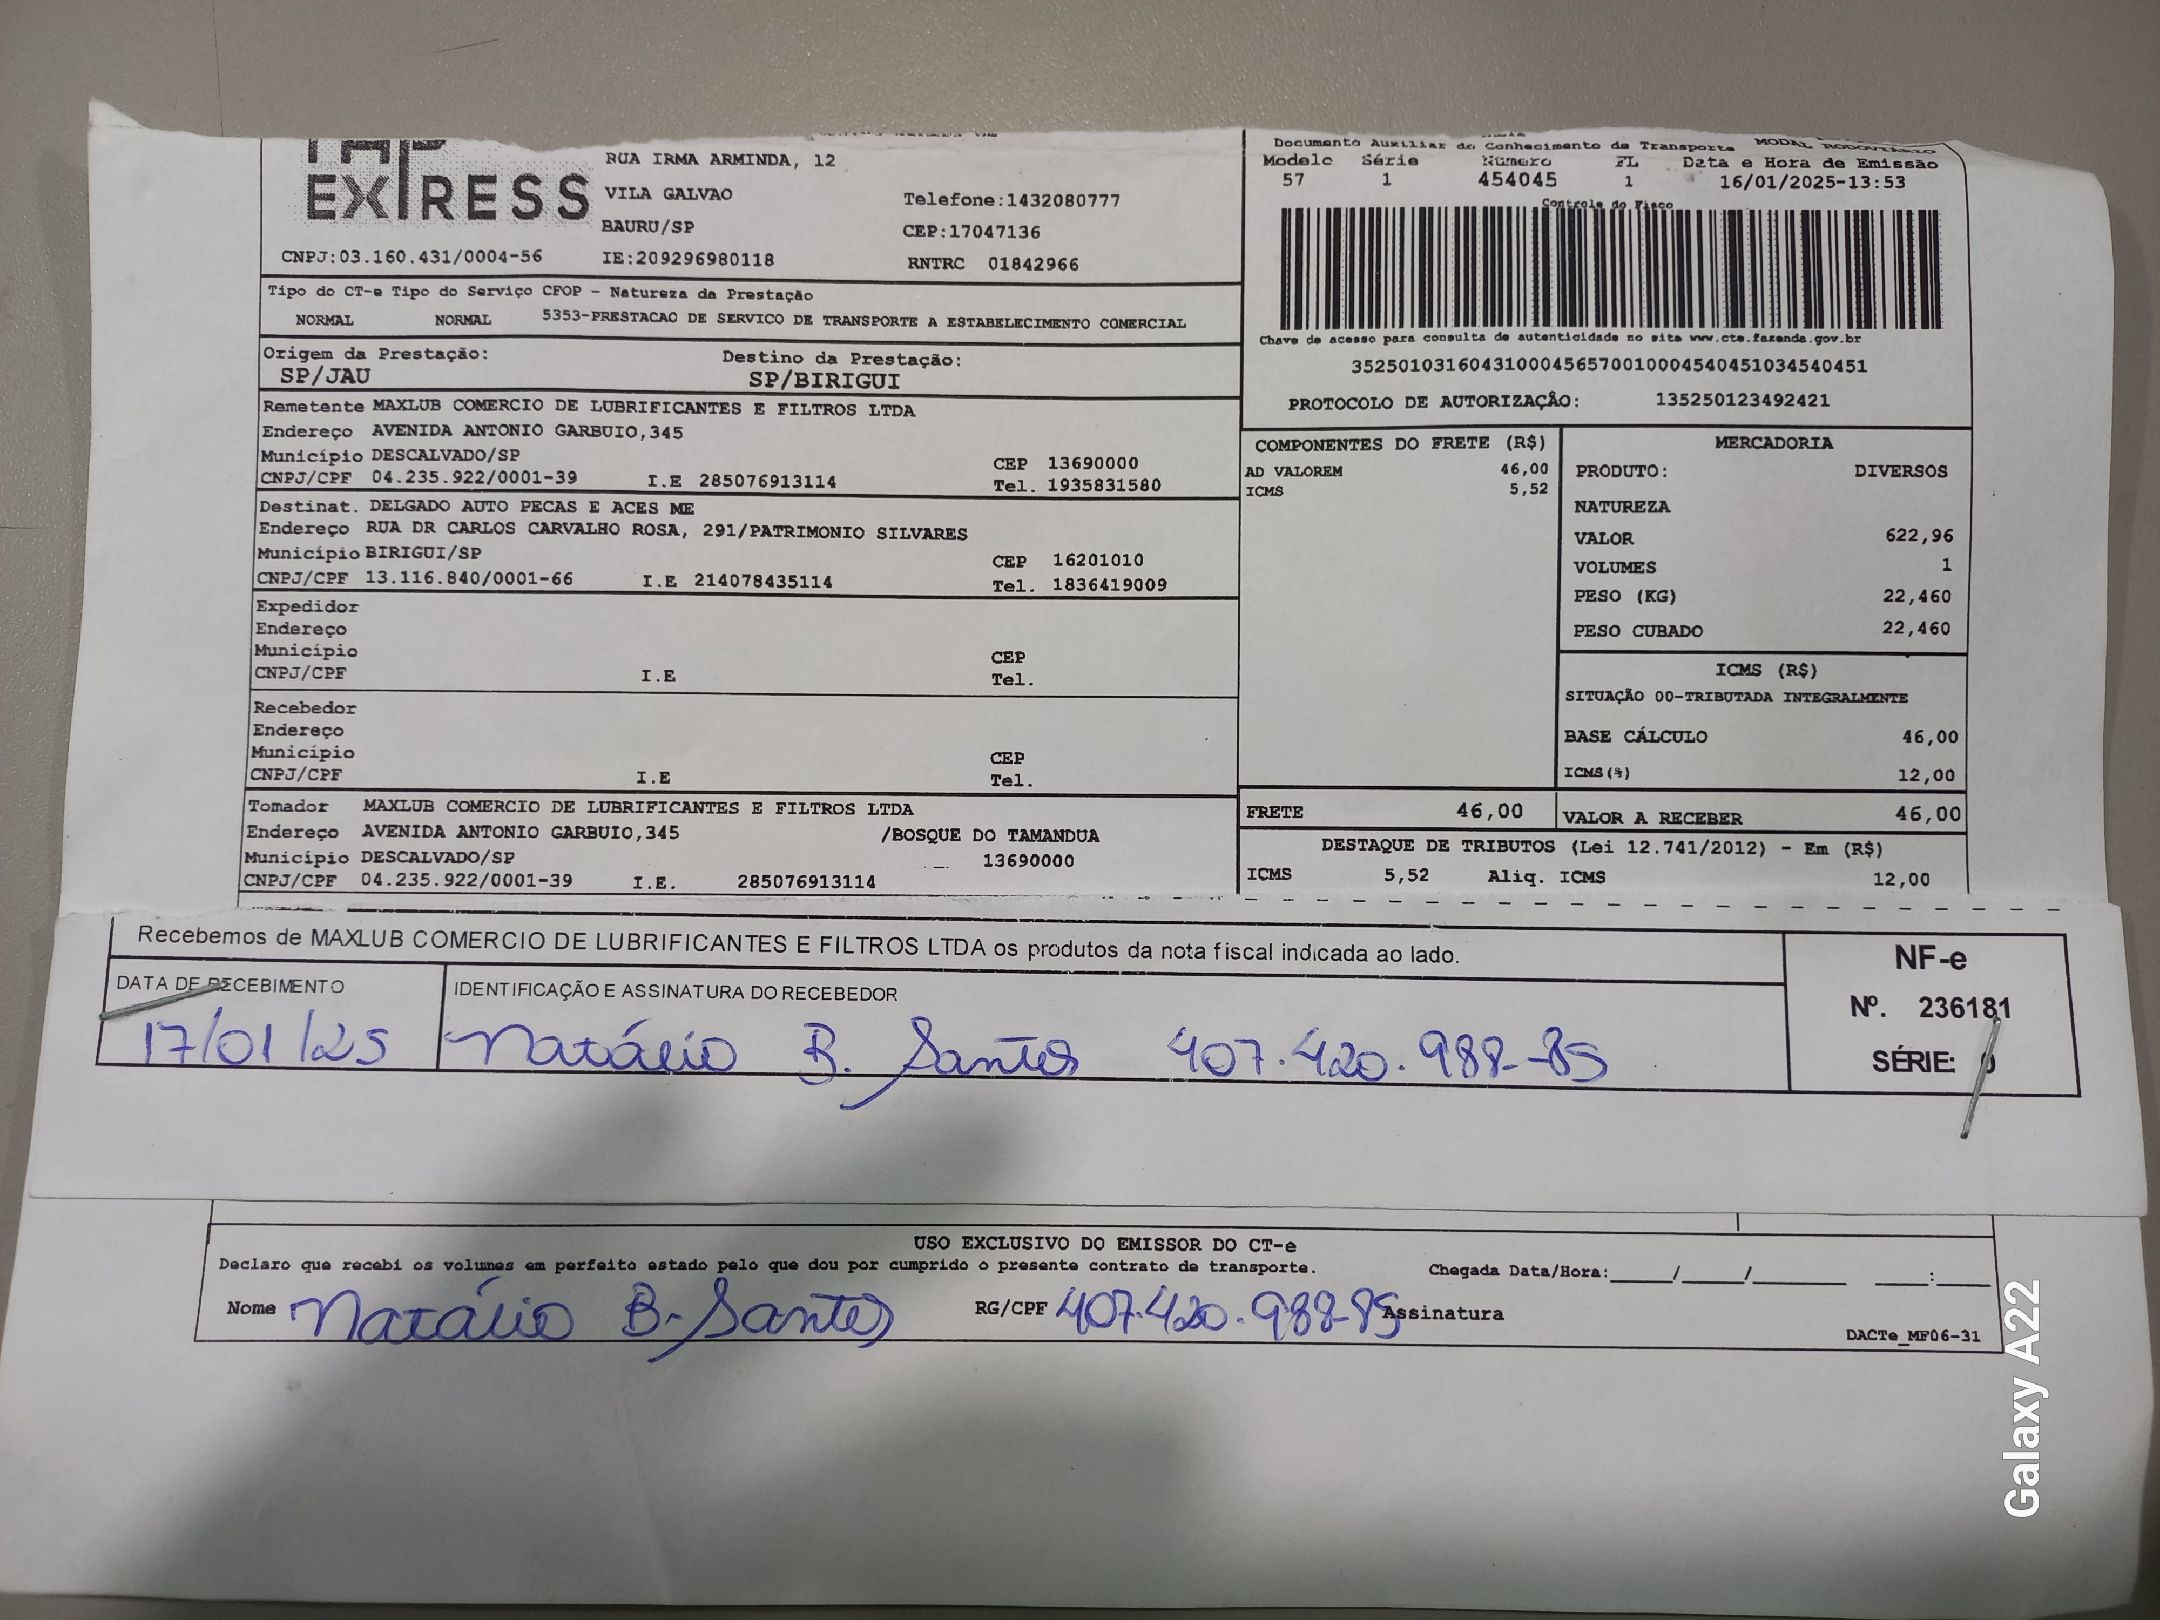 EXPRESS
RUA IRMA ARMINDA, 12
VILA GALVAO
Telefone:1432080777
BAURU/SP
CEP:17047136
CNPJ:03.160.431/0004-56
IE:209296980118
RNTRC 01842966
Documento Auxiliar do Conhecimento de Transporte MODAL RODOVIÁRIO
Modelo Série Número FL Data e Hora de Emissão
57 1 454045 1 16/01/2025-13:53
Controle do Fisco
Chave de acesso para consulta de autenticidade no site www.cte.fazenda.gov.br
35250103160431000456570010004540451034540451
PROTOCOLO DE AUTORIZAÇÃO: 135250123492421
Tipo do CT-e Tipo do Serviço CFOP - Natureza da Prestação
NORMAL NORMAL 5353-PRESTACAO DE SERVICO DE TRANSPORTE A ESTABELECIMENTO COMERCIAL
Origem da Prestação: Destino da Prestação:
SP/JAU SP/BIRIGUI
Remetente MAXLUB COMERCIO DE LUBRIFICANTES E FILTROS LTDA
Endereço AVENIDA ANTONIO GARBUIO,345
Município DESCALVADO/SP CEP 13690000
CNPJ/CPF 04.235.922/0001-39 I.E 285076913114 Tel. 1935831580
Destinat. DELGADO AUTO PECAS E ACES ME
Endereço RUA DR CARLOS CARVALHO ROSA, 291/PATRIMONIO SILVARES
Município BIRIGUI/SP CEP 16201010
CNPJ/CPF 13.116.840/0001-66 I.E 214078435114 Tel. 1836419009
Expedidor
Endereço
Município CEP
CNPJ/CPF I.E Tel.
Recebedor
Endereço
Município CEP
CNPJ/CPF I.E Tel.
Tomador MAXLUB COMERCIO DE LUBRIFICANTES E FILTROS LTDA
Endereço AVENIDA ANTONIO GARBUIO,345 /BOSQUE DO TAMANDUA
Município DESCALVADO/SP 13690000
CNPJ/CPF 04.235.922/0001-39 I.E. 285076913114
COMPONENTES DO FRETE (R$)
AD VALOREM 46,00
ICMS 5,52
MERCADORIA
PRODUTO: DIVERSOS
NATUREZA
VALOR 622,96
VOLUMES 1
PESO (KG) 22,460
PESO CUBADO 22,460
ICMS (R$)
SITUAÇÃO 00-TRIBUTADA INTEGRALMENTE
BASE CÁLCULO 46,00
ICMS(%) 12,00
FRETE 46,00 VALOR A RECEBER 46,00
DESTAQUE DE TRIBUTOS (Lei 12.741/2012) - Em (R$)
ICMS 5,52 Aliq. ICMS 12,00
Recebemos de MAXLUB COMERCIO DE LUBRIFICANTES E FILTROS LTDA os produtos da nota fiscal indicada ao lado.
DATA DE RECEBIMENTO IDENTIFICAÇÃO E ASSINATURA DO RECEBEDOR
17/01/25 Natálio B. Santos 407.420.988-85
NF-e
Nº. 236181
SÉRIE:
USO EXCLUSIVO DO EMISSOR DO CT-e
Declaro que recebi os volumes em perfeito estado pelo que dou por cumprido o presente contrato de transporte. Chegada Data/Hora:____/____/______ ____:____
Nome Natálio B. Santos RG/CPF 407.420.988-85 Assinatura
DACTe_MF06-31
Galaxy A22